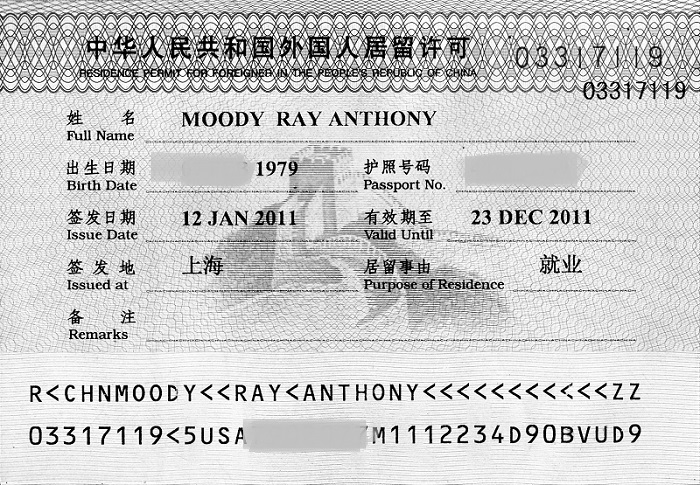 中华人民共和国外国人居留许可 03317119
RESIDENCE PERMIT FOR FOREIGNER IN THE PEOPLE'S REPUBLIC OF CHINA
03317119
姓 名 MOODY RAY ANTHONY
Full Name
出生日期 1979 护照号码
Birth Date Passport No.
签发日期 12 JAN 2011 有效期至 23 DEC 2011
Issue Date Valid Until
签发地 上海 居留事由 就业
Issued at Purpose of Residence
备 注
Remarks
R<CHNMOODY<<RAY<ANTHONY<<<<<<<<<<<<ZZ
03317119<5USA M1112234D9OBVUD9